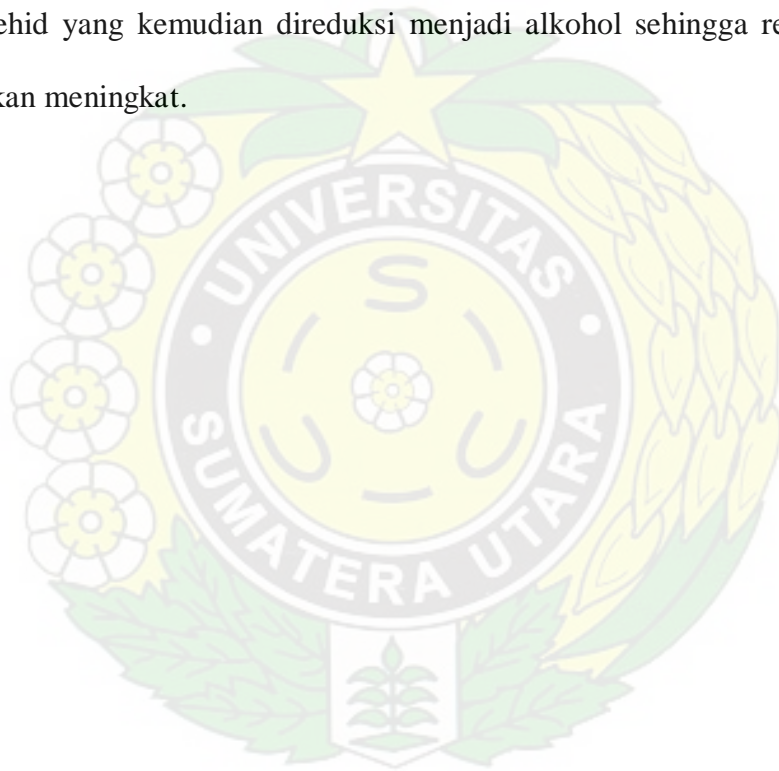 ehid yang kemudian direduksi menjadi alkohol sehingga re
kan meningkat.
UNIVERSITAS
S
U U
SUMATERA UTARA